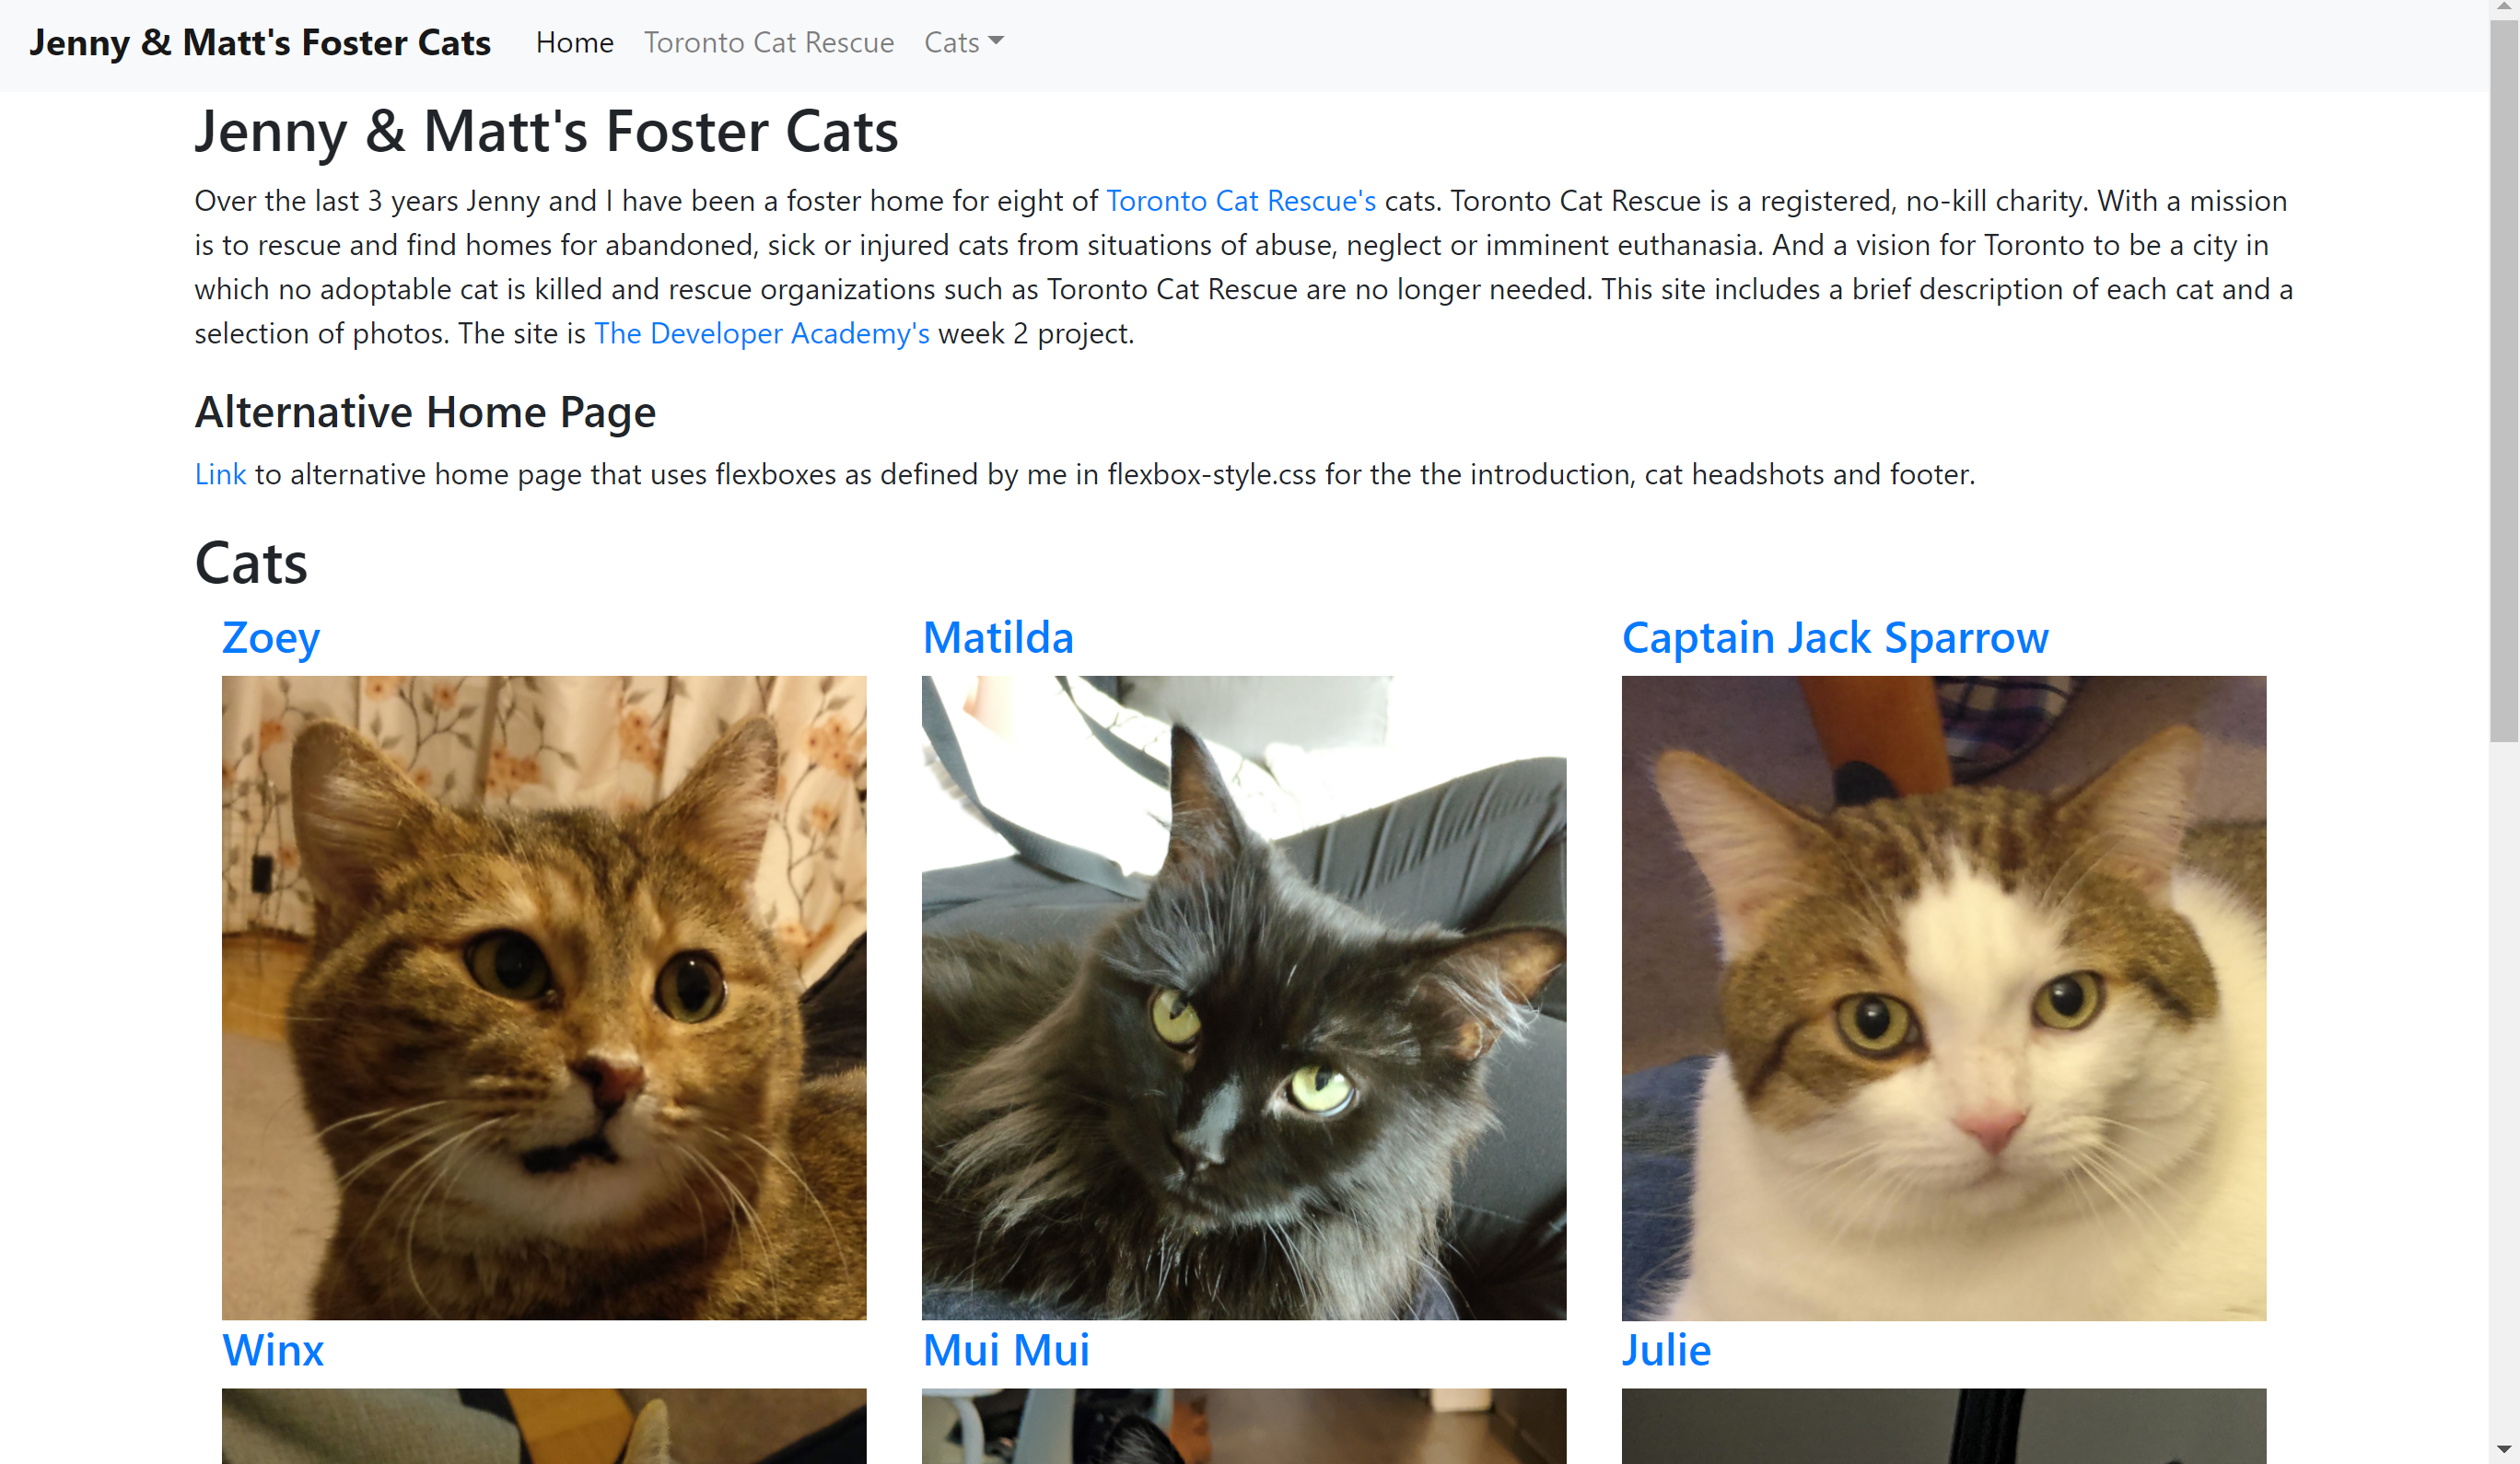 Jenny & Matt's Foster Cats Home Toronto Cat Rescue Cats
Jenny & Matt's Foster Cats
Over the last 3 years Jenny and I have been a foster home for eight of Toronto Cat Rescue's cats. Toronto Cat Rescue is a registered, no-kill charity. With a mission
is to rescue and find homes for abandoned, sick or injured cats from situations of abuse, neglect or imminent euthanasia. And a vision for Toronto to be a city in
which no adoptable cat is killed and rescue organizations such as Toronto Cat Rescue are no longer needed. This site includes a brief description of each cat and a
selection of photos. The site is The Developer Academy's week 2 project.
Alternative Home Page
Link to alternative home page that uses flexboxes as defined by me in flexbox-style.css for the the introduction, cat headshots and footer.
Cats
Zoey
Matilda
Captain Jack Sparrow
Winx
Mui Mui
Julie